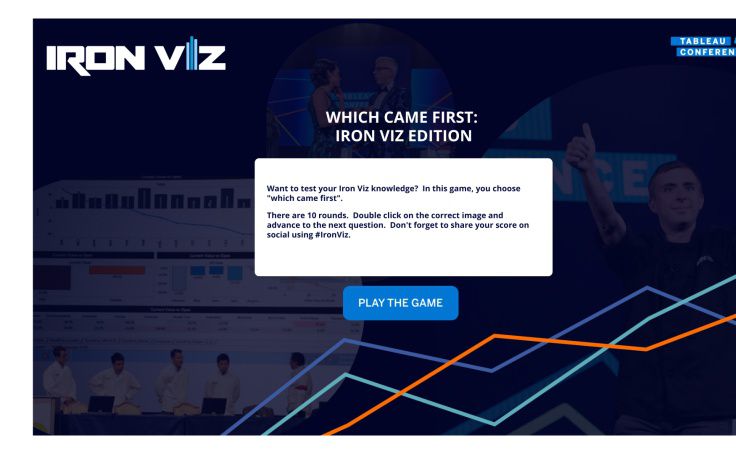 IRON VIZ
TABLEAU
CONFEREN
WHICH CAME FIRST:
IRON VIZ EDITION
Want to test your Iron Viz knowledge? In this game, you choose
"which came first".
There are 10 rounds. Double click on the correct image and
advance to the next question. Don't forget to share your score on
social using #IronViz.
PLAY THE GAME